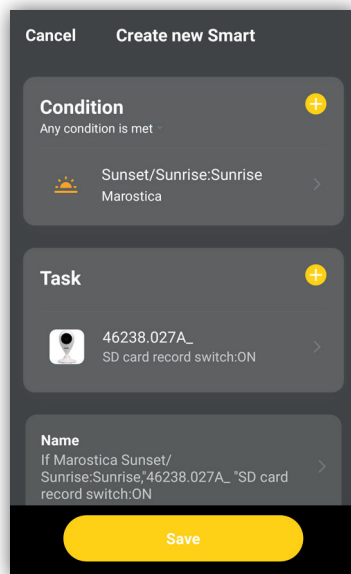 Cancel Create new Smart
Condition
Any condition is met
Sunset/Sunrise:Sunrise
Marostica
Task
46238.027A_
SD card record switch:ON
Name
If Marostica Sunset/
Sunrise:Sunrise,"46238.027A_ "SD card
record switch:ON
Save